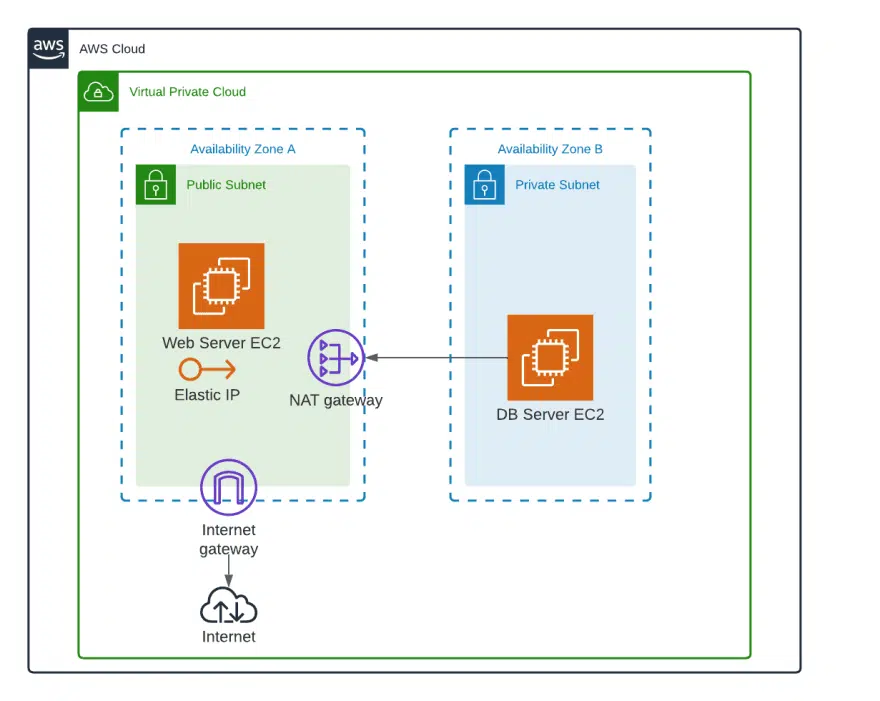 aws
AWS Cloud
Virtual Private Cloud
Availability Zone A
Availability Zone B
Public Subnet
Private Subnet
Web Server EC2
Elastic IP
NAT gateway
DB Server EC2
Internet
gateway
Internet